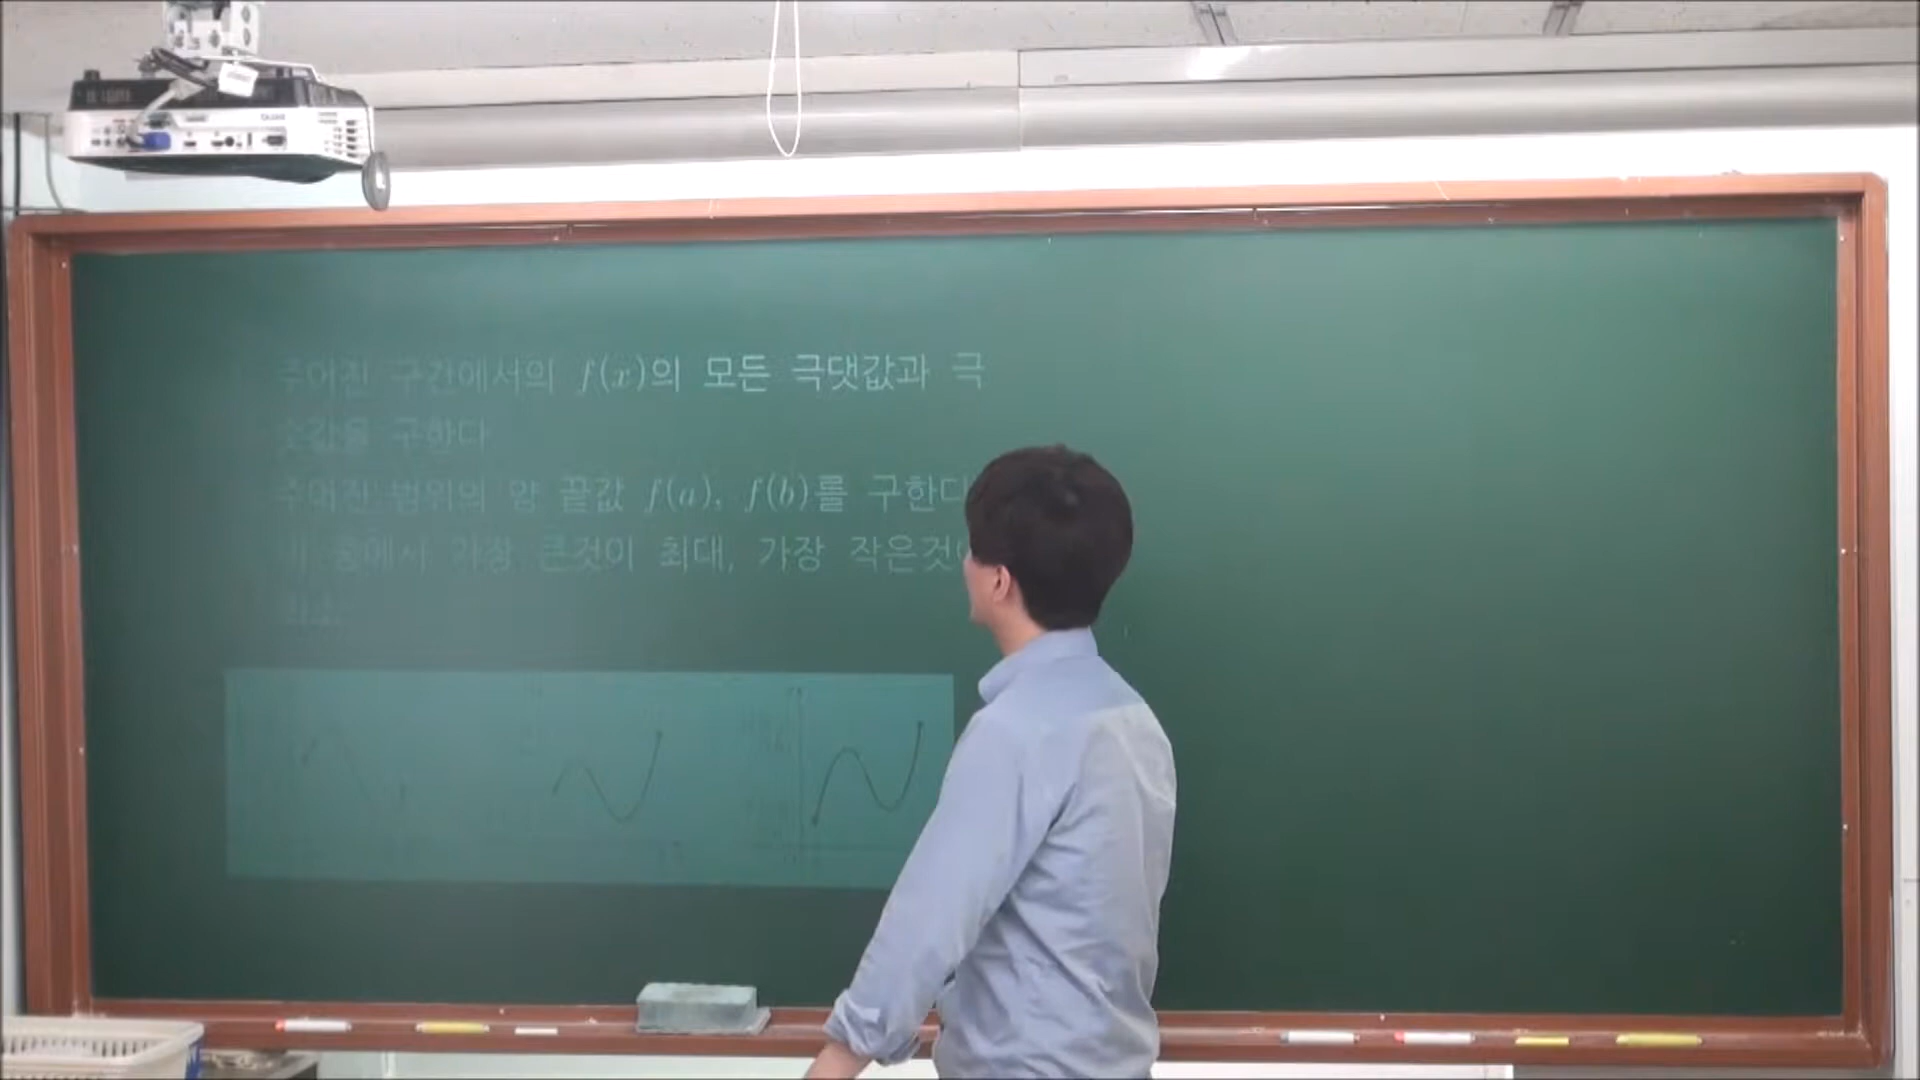 주어진 구간에서의 f(x)의 모든 극댓값과 극
솟값을 구한다
주어진 범위의 양 끝값 f(a), f(b)를 구한다
이 중에서 가장 큰것이 최대, 가장 작은것이
최소